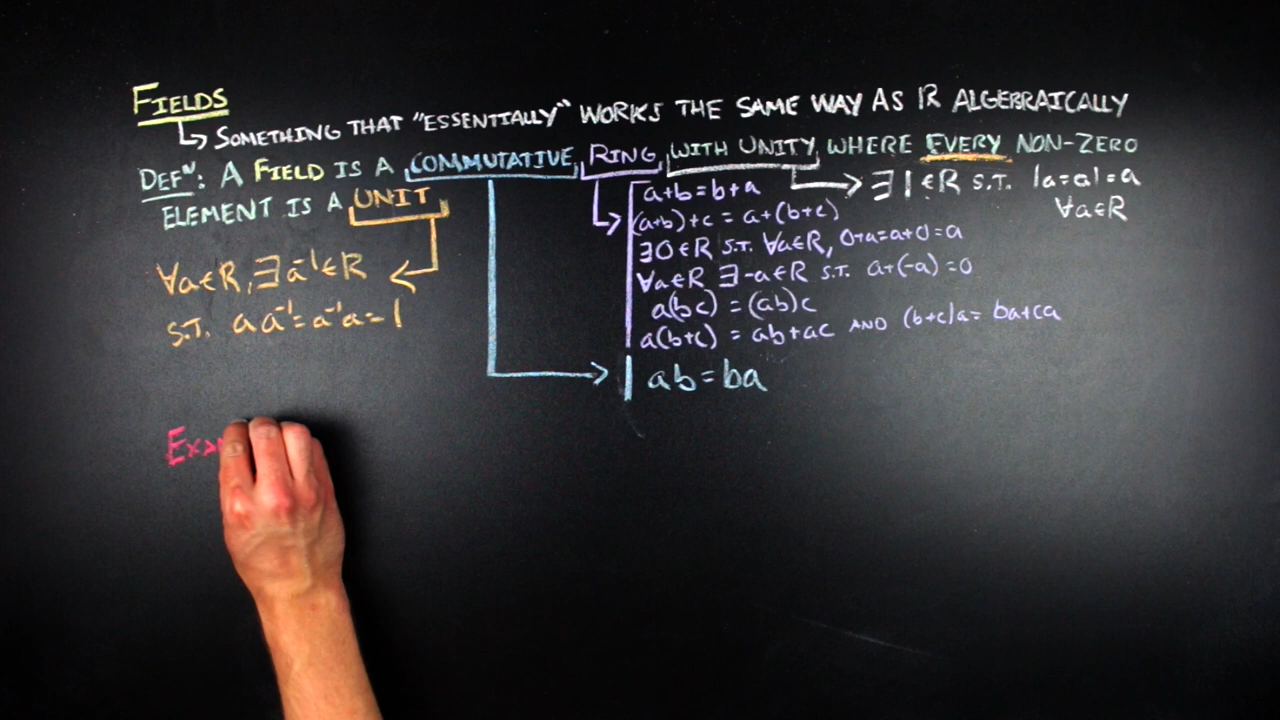 FIELDS
↳ SOMETHING THAT "ESSENTIALLY" WORKS THE SAME WAY AS ℝ ALGEBRAICALLY
DEFᴺ: A FIELD IS A COMMUTATIVE RING WITH UNITY WHERE EVERY NON-ZERO
ELEMENT IS A UNIT
∃ 1 ∈ R S.T. 1a = a1 = a
∀a∈R
∀a∈R, ∃ a⁻¹ ∈ R
S.T. aa⁻¹ = a⁻¹a = 1
a+b = b+a
(a+b)+c = a+(b+c)
∃ 0 ∈ R S.T. ∀a∈R, 0+a=a+0=a
∀a∈R ∃ -a∈R S.T. a+(-a)=0
a(bc) = (ab)c
a(b+c) = ab+ac AND (b+c)a = ba+ca
ab = ba
Exa